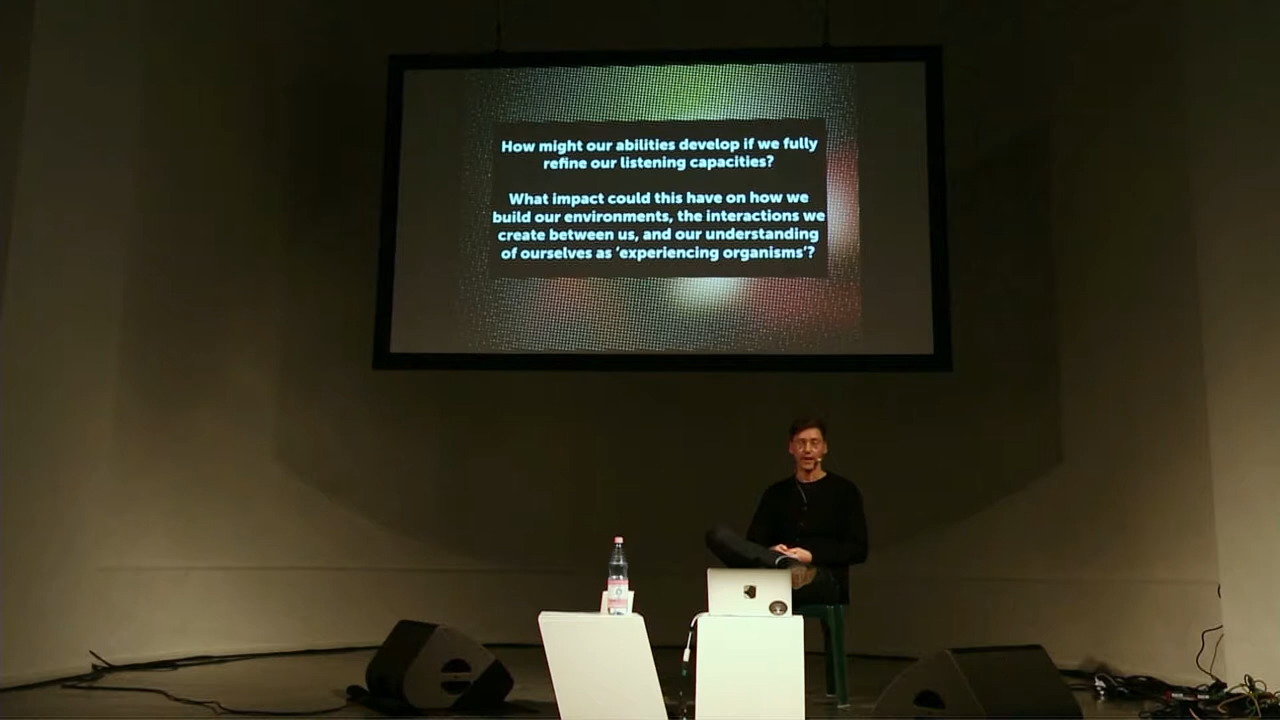 How might our abilities develop if we fully
refine our listening capacities?
What impact could this have on how we
build our environments, the interactions we
create between us, and our understanding
of ourselves as ‘experiencing organisms’?